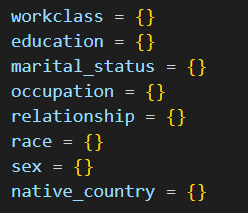 workclass = {}
education = {}
marital_status = {}
occupation = {}
relationship = {}
race = {}
sex = {}
native_country = {}